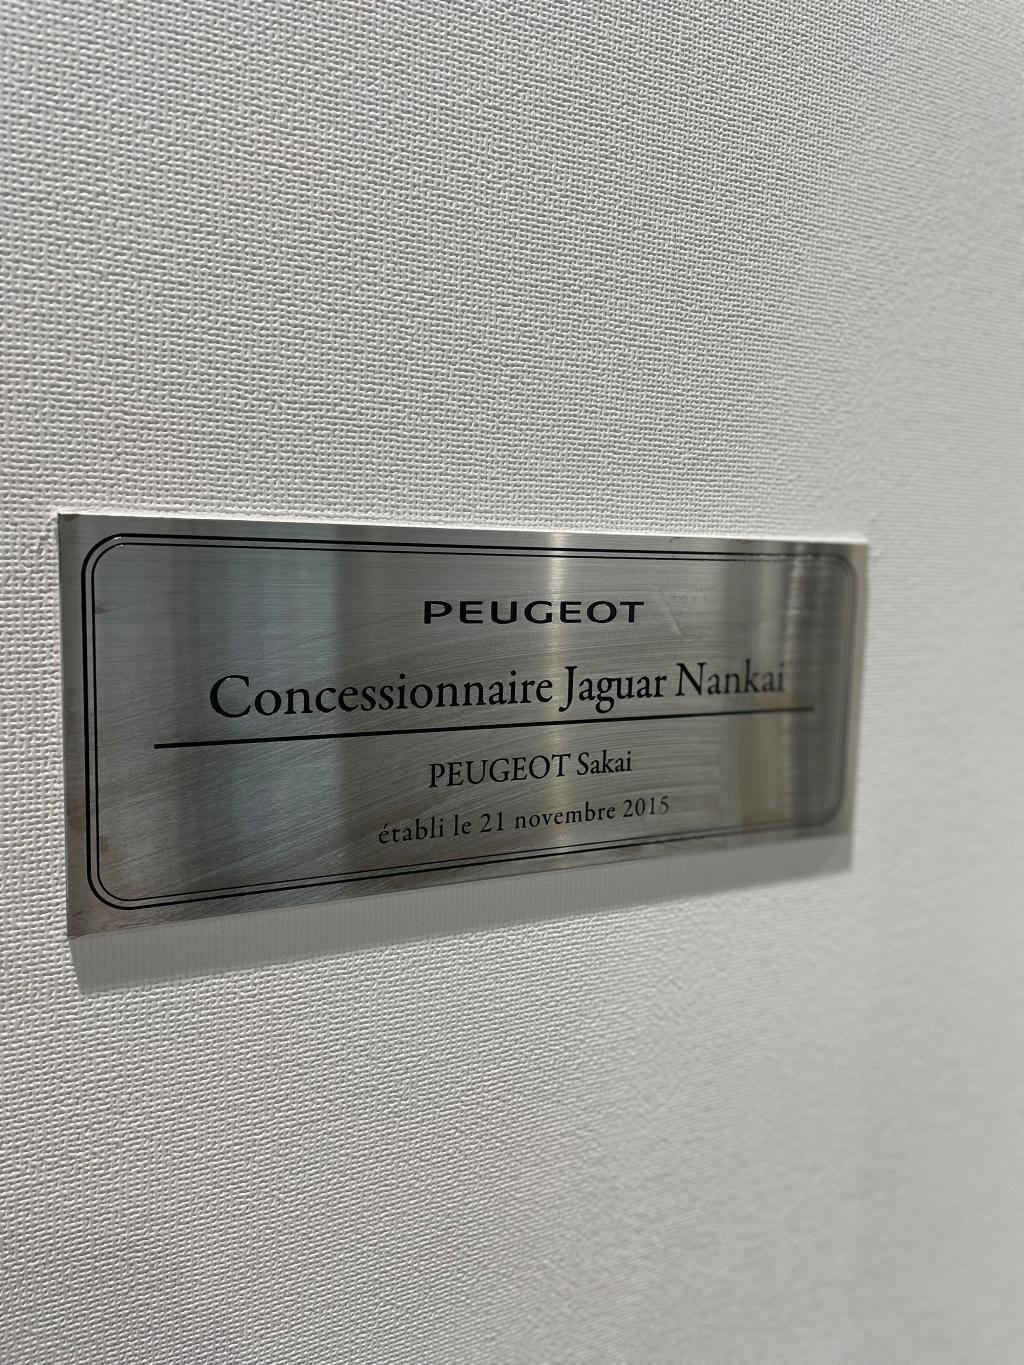 PEUGEOT
Concessionnaire Jaguar Nankai
PEUGEOT Sakai
établi le 21 novembre 2015